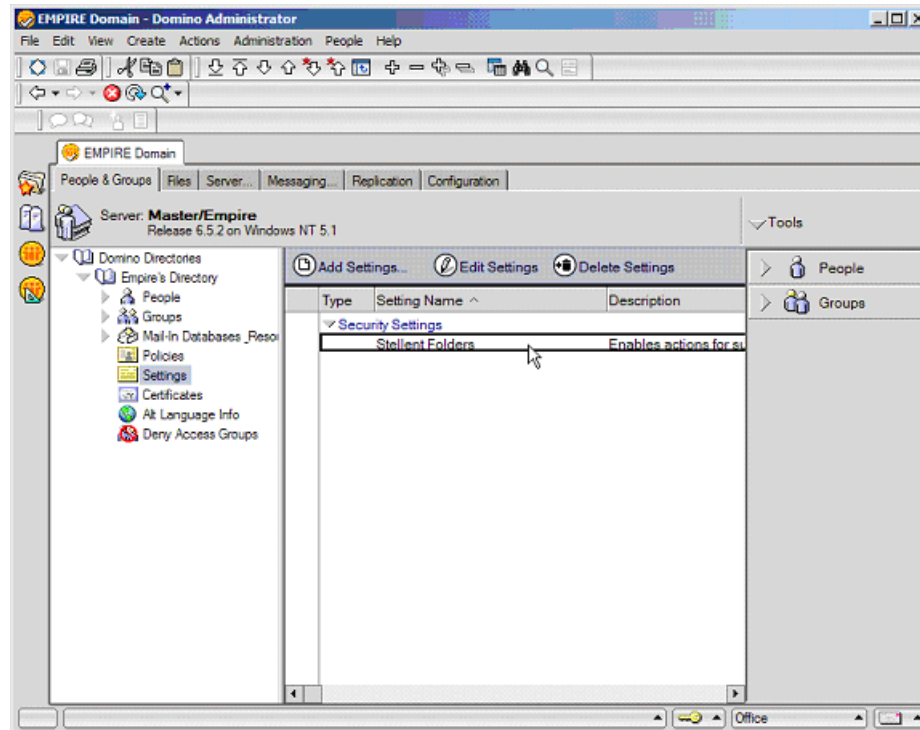 EMPIRE Domain - Domino Administrator
File Edit View Create Actions Administration People Help
EMPIRE Domain
People & Groups Files Server... Messaging... Replication Configuration
Server: Master/Empire
Release 6.5.2 on Windows NT 5.1
Tools
Domino Directories
Empire's Directory
People
Groups
Mail-In Databases _Resou
Policies
Settings
Certificates
Alt Language Info
Deny Access Groups
Add Settings... Edit Settings Delete Settings
Type Setting Name Description
Security Settings
Stellent Folders Enables actions for su
People
Groups
Office